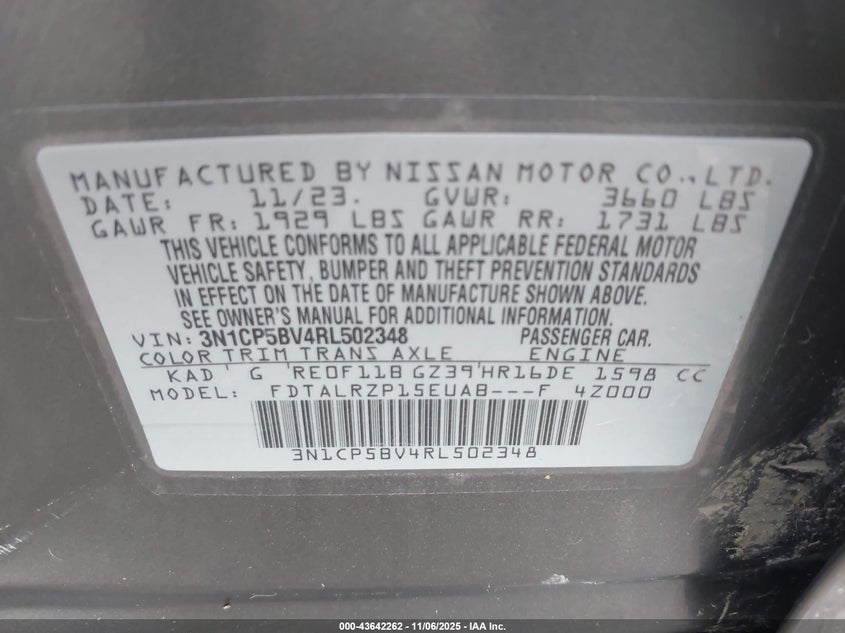 MANUFACTURED BY NISSAN MOTOR CO., LTD.
DATE: 11/23. GVWR: 3660 LBS
GAWR FR: 1929 LBS GAWR RR: 1731 LBS
THIS VEHICLE CONFORMS TO ALL APPLICABLE FEDERAL MOTOR
VEHICLE SAFETY, BUMPER AND THEFT PREVENTION STANDARDS
IN EFFECT ON THE DATE OF MANUFACTURE SHOWN ABOVE.
SEE OWNER'S MANUAL FOR ADDITIONAL INFORMATION.
VIN: 3N1CP5BV4RL502348 PASSENGER CAR.
COLOR TRIM TRANS AXLE ENGINE
KAD G RE0F11B GZ39 HR16DE 1598 CC
MODEL: FDTALRZP15EUAB---F 4Z000
3N1CP5BV4RL502348
000-43642262 - 11/06/2025 - IAA Inc.